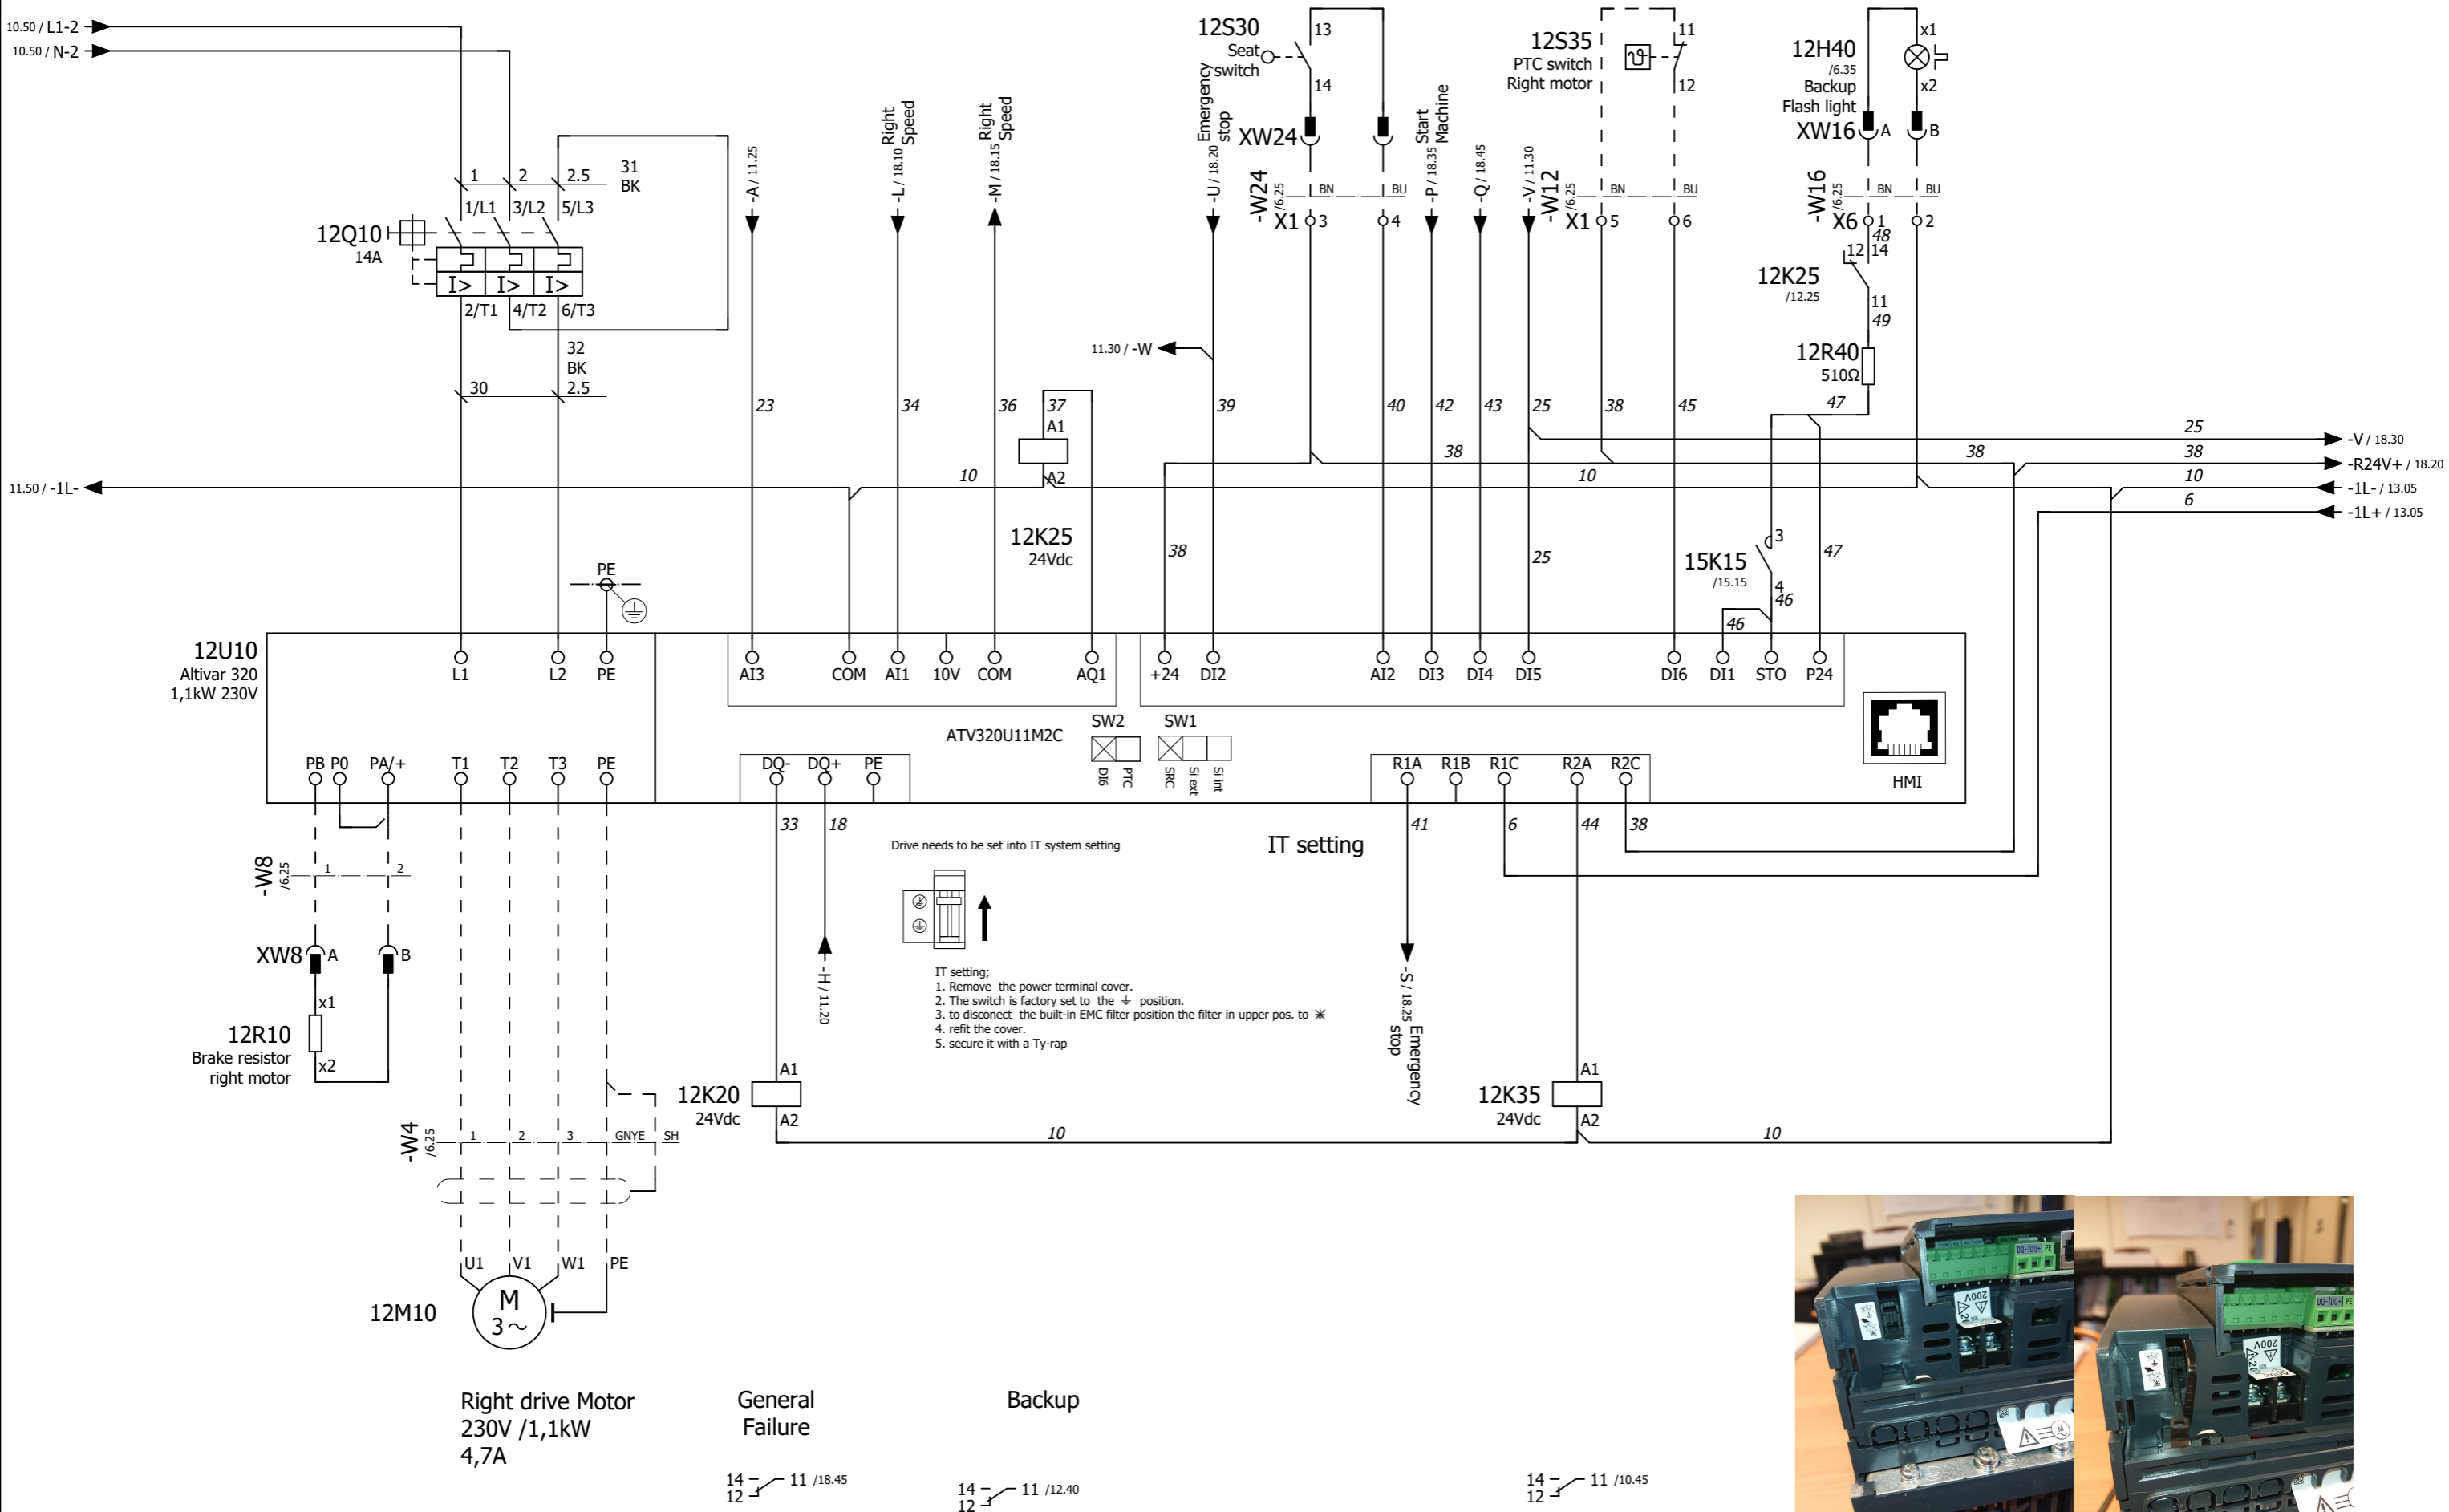 10.50 / L1-2
10.50 / N-2
12S30
Seat
switch
13
14
XW24
-W24
/6.25
BN
BU
X1
3
4
12S35
PTC switch
Right motor
11
12
-W12
/6.25
BN
BU
X1
5
6
12H40
/6.35
Backup
Flash light
x1
x2
XW16
A
B
-W16
/6.25
BN
BU
X6
1
2
48
12
14
12K25
/12.25
11
49
12R40
510Ω
47
1
2
2.5
31
BK
1/L1
3/L2
5/L3
12Q10
14A
I>
I>
I>
2/T1
4/T2
6/T3
32
BK
30
2.5
-A / 11.25
-L / 18.10
Right
Speed
-M / 18.15
Right
Speed
-U / 18.20
Emergency
stop
-P / 18.35
Start
Machine
-Q / 18.45
-V / 11.30
11.30 / -W
23
34
36
37
39
40
42
43
25
38
45
A1
A2
12K25
24Vdc
25
-V / 18.30
38
38
38
-R24V+ / 18.20
11.50 / -1L-
10
10
10
-1L- / 13.05
6
-1L+ / 13.05
38
25
15K15
/15.15
3
4
46
46
47
PE
12U10
Altivar 320
1,1kW 230V
L1
L2
PE
AI3
COM
AI1
10V
COM
AQ1
+24
DI2
AI2
DI3
DI4
DI5
DI6
DI1
STO
P24
ATV320U11M2C
SW2
DI6
PTC
SW1
SRC
Si ext
Si int
HMI
PB
P0
PA/+
T1
T2
T3
PE
DQ-
DQ+
PE
R1A
R1B
R1C
R2A
R2C
33
18
41
6
44
38
Drive needs to be set into IT system setting
IT setting
-W8
/6.25
1
2
XW8
A
B
x1
x2
12R10
Brake resistor
right motor
-H / 11.20
IT setting;
1. Remove the power terminal cover.
2. The switch is factory set to the ⏚ position.
3. to disconect the built-in EMC filter position the filter in upper pos. to
4. refit the cover.
5. secure it with a Ty-rap
-S / 18.25
Emergency
stop
12K20
24Vdc
A1
A2
12K35
24Vdc
A1
A2
10
10
-W4
/6.25
1
2
3
GNYE
SH
U1
V1
W1
PE
12M10
M
3~
DQ- DQ+ PE
200V
DQ- DQ+ PE
200V
Right drive Motor
230V /1,1kW
4,7A
General
Failure
Backup
14
12
11 /18.45
14
12
11 /12.40
14
12
11 /10.45